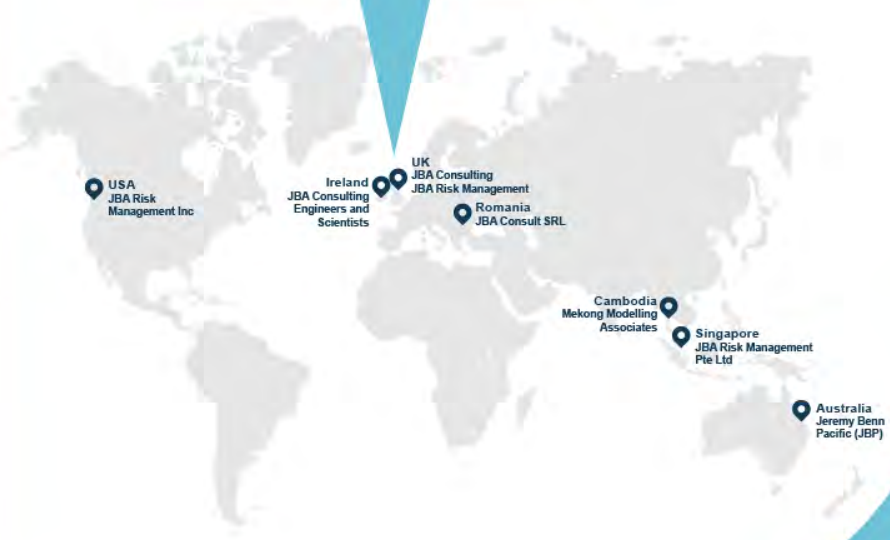 USA
JBA Risk
Management Inc
Ireland
JBA Consulting
Engineers and
Scientists
UK
JBA Consulting
JBA Risk Management
Romania
JBA Consult SRL
Cambodia
Mekong Modelling
Associates
Singapore
JBA Risk Management
Pte Ltd
Australia
Jeremy Benn
Pacific (JBP)